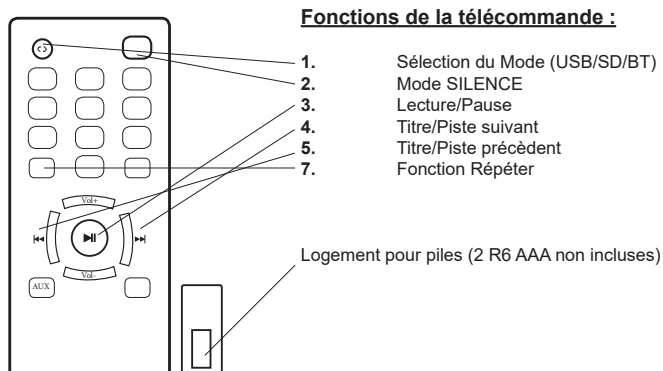 Fonctions de la télécommande :
1. Sélection du Mode (USB/SD/BT)
2. Mode SILENCE
3. Lecture/Pause
4. Titre/Piste suivant
5. Titre/Piste précèdent
7. Fonction Répéter
Vol+
Vol-
AUX
Logement pour piles (2 R6 AAA non incluses)